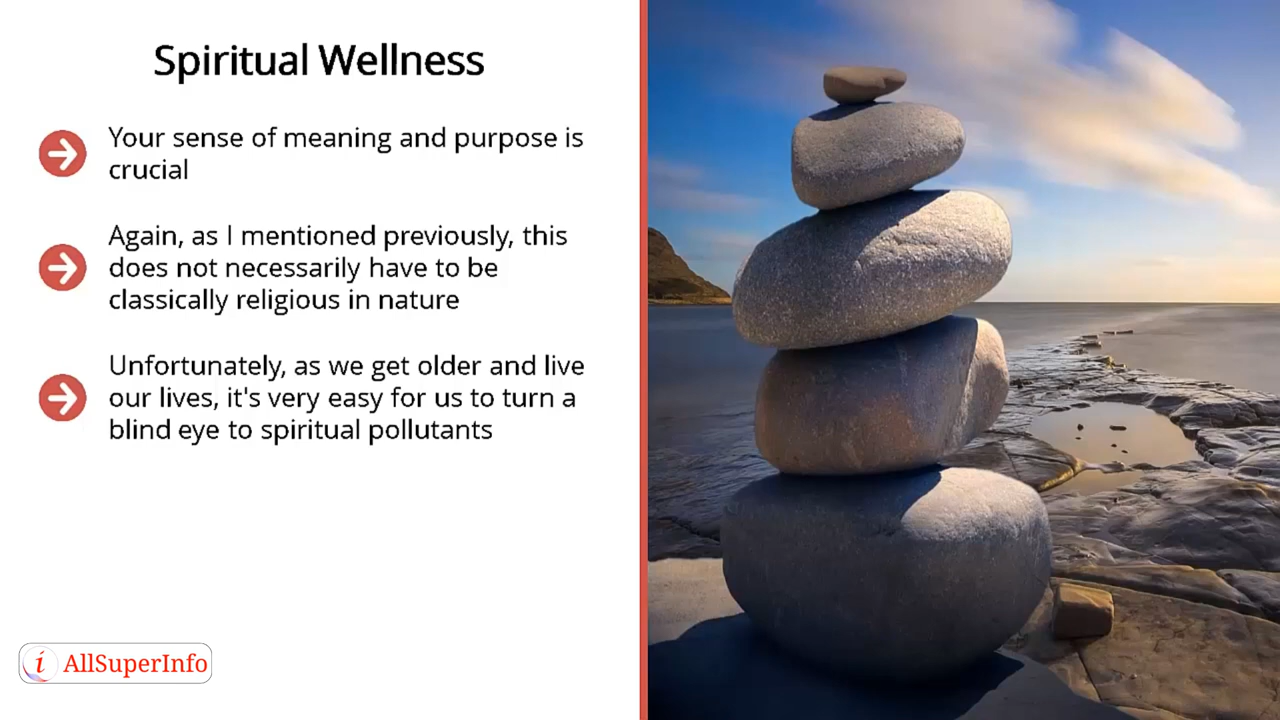 Spiritual Wellness
Your sense of meaning and purpose is
crucial
Again, as I mentioned previously, this
does not necessarily have to be
classically religious in nature
Unfortunately, as we get older and live
our lives, it's very easy for us to turn a
blind eye to spiritual pollutants
i AllSuperInfo